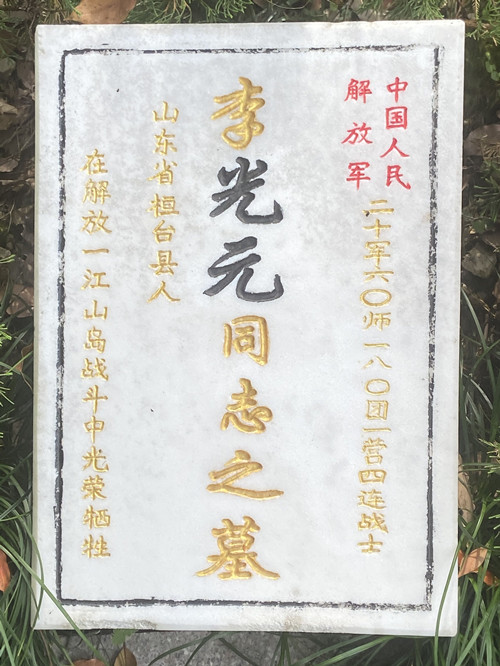 中国人民
解放军
二十军六〇师一八〇团一营四连战士
李光元同志之墓
山东省桓台县人
在解放一江山岛战斗中光荣牺牲